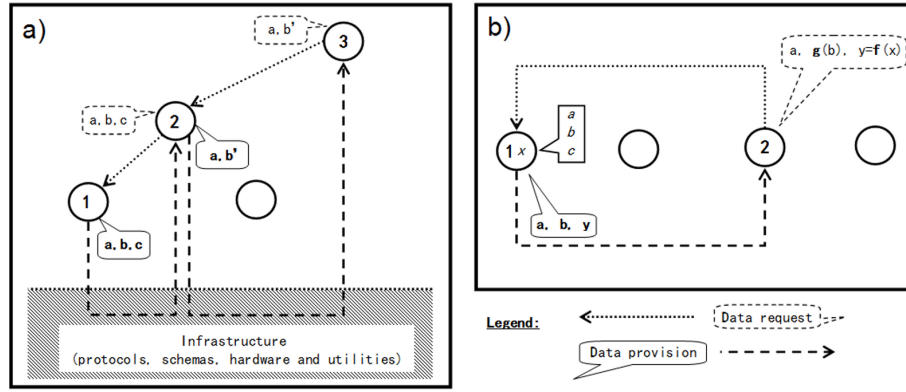 a)
a,b'
3
a,b,c
2
a,b'
1
a,b,c
Infrastructure
(protocols, schemas, hardware and utilities)
b)
a, g(b), y=f(x)
a
b
c
1 x
2
a, b, y
Legend:
Data request
Data provision